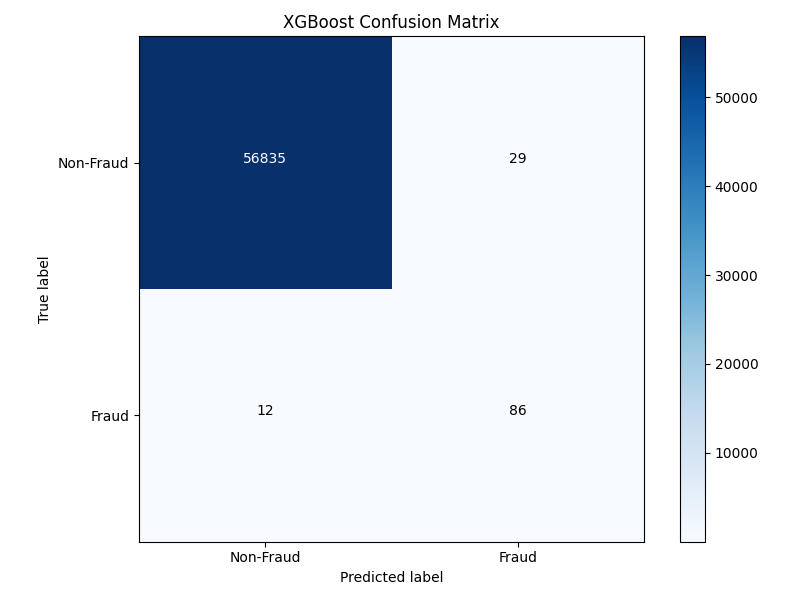 XGBoost Confusion Matrix
Non-Fraud
56835
29
Fraud
12
86
Non-Fraud
Fraud
Predicted label
True label
50000
40000
30000
20000
10000